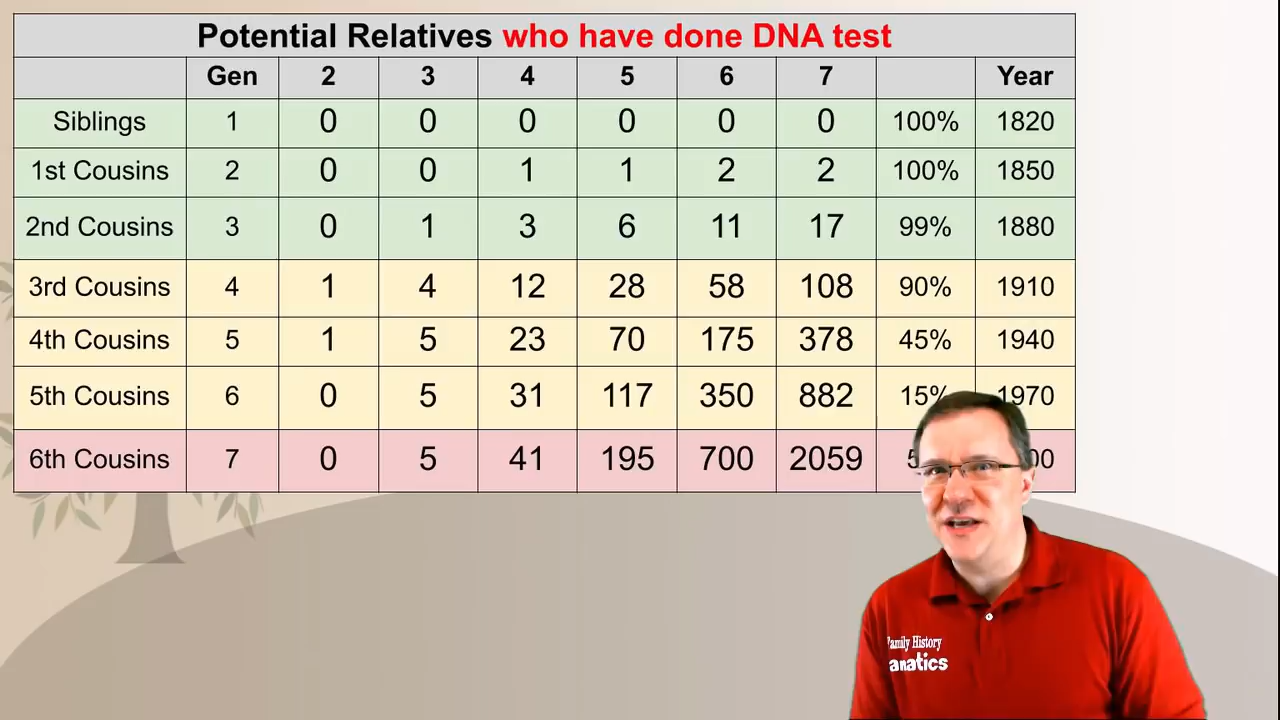 Potential Relatives who have done DNA test
Gen 2 3 4 5 6 7 Year
Siblings 1 0 0 0 0 0 0 100% 1820
1st Cousins 2 0 0 1 1 2 2 100% 1850
2nd Cousins 3 0 1 3 6 11 17 99% 1880
3rd Cousins 4 1 4 12 28 58 108 90% 1910
4th Cousins 5 1 5 23 70 175 378 45% 1940
5th Cousins 6 0 5 31 117 350 882 15% 1970
6th Cousins 7 0 5 41 195 700 2059
Family History
anatics